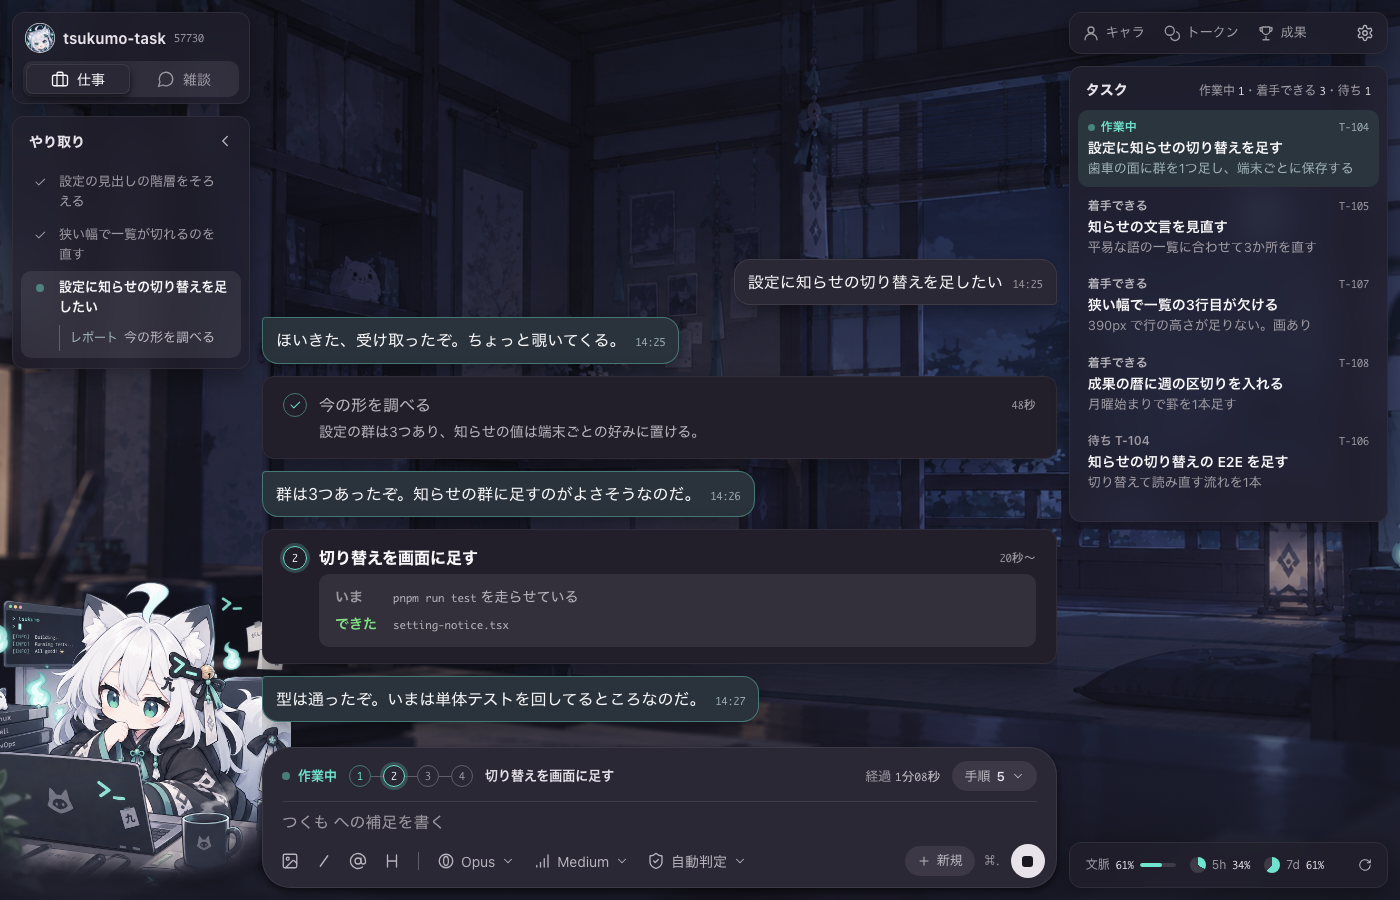 tsukumo-task 57730
仕事
雑談
やり取り
設定の見出しの階層をそろ
える
狭い幅で一覧が切れるのを
直す
設定に知らせの切り替えを足
したい
レポート 今の形を調べる
設定に知らせの切り替えを足したい 14:25
ほいきた、受け取ったぞ。ちょっと覗いてくる。 14:25
今の形を調べる 48秒
設定の群は3つあり、知らせの値は端末ごとの好みに置ける。
群は3つあったぞ。知らせの群に足すのがよさそうなのだ。 14:26
2 切り替えを画面に足す 20秒〜
いま pnpm run test を走らせている
できた setting-notice.tsx
型は通ったぞ。いまは単体テストを回してるところなのだ。 14:27
作業中 1 2 3 4 切り替えを画面に足す 経過 1分08秒 手順 5
つくも への補足を書く
Opus Medium 自動判定 + 新規 ⌘.
キャラ トークン 成果
タスク 作業中 1・着手できる 3・待ち 1
作業中 T-104
設定に知らせの切り替えを足す
歯車の面に群を1つ足し、端末ごとに保存する
着手できる T-105
知らせの文言を見直す
平易な語の一覧に合わせて3か所を直す
着手できる T-107
狭い幅で一覧の3行目が欠ける
390px で行の高さが足りない。画あり
着手できる T-108
成果の暦に週の区切りを入れる
月曜始まりで罫を1本足す
待ち T-104 T-106
知らせの切り替えの E2E を足す
切り替えて読み直す流れを1本
文脈 61% 5h 34% 7d 61%
九